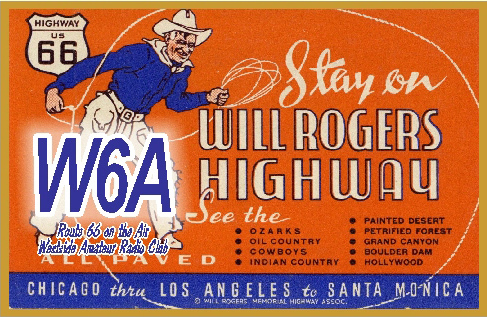 HIGHWAY
US
66
Stay on
WILL ROGERS
HIGHWAY
W6A
Route 66 on the Air
Westside Amateur Radio Club
See the
• OZARKS
• OIL COUNTRY
• COWBOYS
• INDIAN COUNTRY
• PAINTED DESERT
• PETRIFIED FOREST
• GRAND CANYON
• BOULDER DAM
• HOLLYWOOD
CHICAGO thru LOS ANGELES to SANTA MONICA
© WILL ROGERS MEMORIAL HIGHWAY ASSOC.